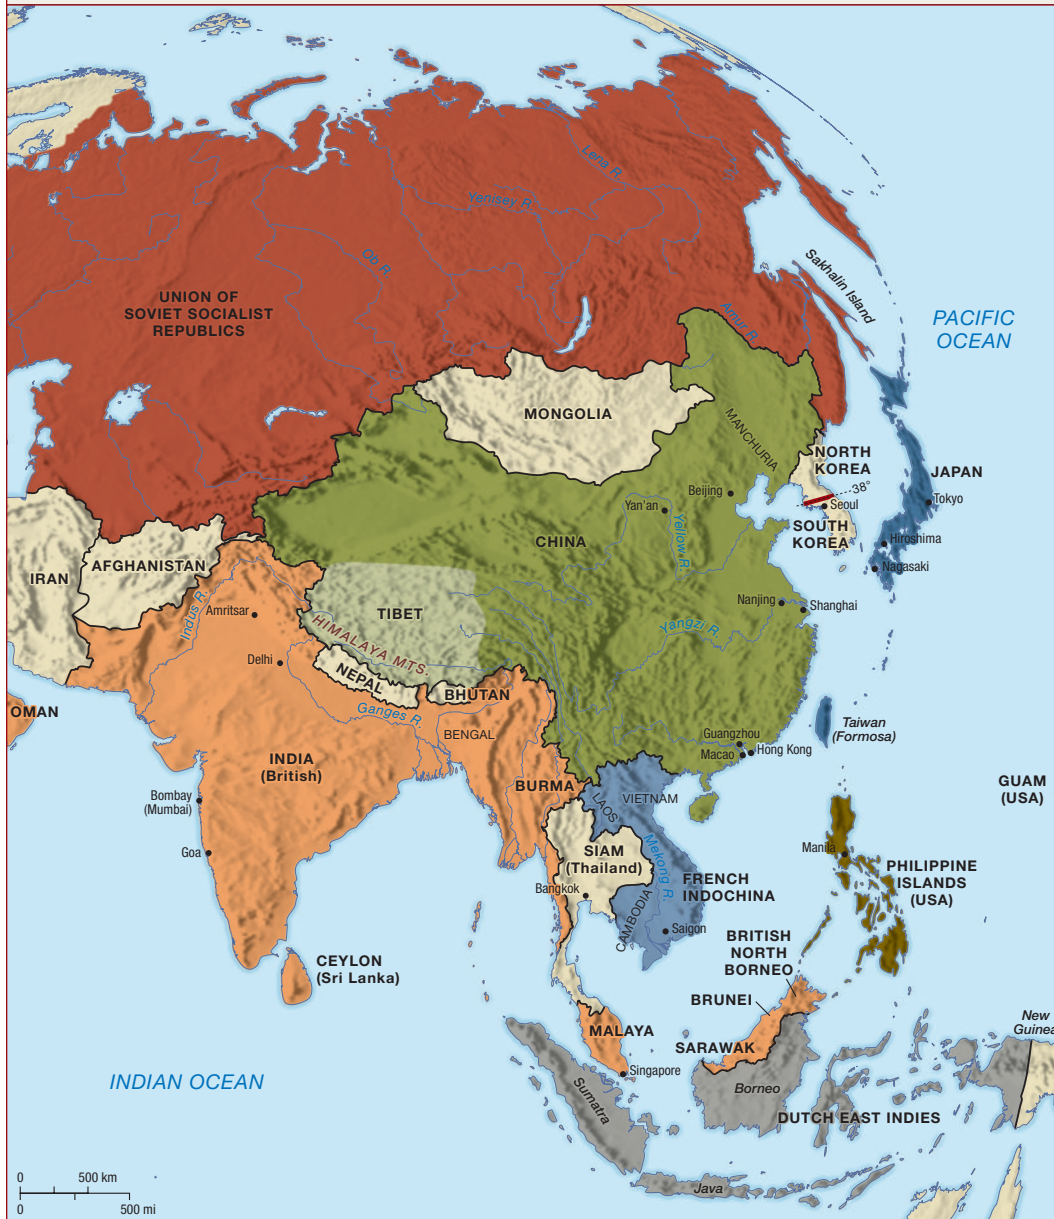 Lena R.
Yenisey R.
Ob R.
Sakhalin Island
UNION OF
SOVIET SOCIALIST
REPUBLICS
Amur R.
PACIFIC
OCEAN
MONGOLIA
MANCHURIA
NORTH
KOREA
JAPAN
38°
Beijing
Tokyo
Yan'an
Seoul
Yellow R.
SOUTH
KOREA
CHINA
Hiroshima
IRAN
AFGHANISTAN
Nagasaki
Indus R.
Amritsar
TIBET
Nanjing
Shanghai
Yangzi R.
HIMALAYA MTS.
Delhi
NEPAL
BHUTAN
OMAN
Ganges R.
BENGAL
Taiwan
(Formosa)
Guangzhou
Macao
Hong Kong
INDIA
(British)
BURMA
GUAM
(USA)
Bombay
(Mumbai)
LAOS
VIETNAM
Goa
SIAM
(Thailand)
Mekong R.
Manila
PHILIPPINE
ISLANDS
(USA)
FRENCH
INDOCHINA
Bangkok
CAMBODIA
Saigon
BRITISH
NORTH
BORNEO
CEYLON
(Sri Lanka)
BRUNEI
New
Guinea
MALAYA
SARAWAK
Singapore
INDIAN OCEAN
Sumatra
Borneo
DUTCH EAST INDIES
Java
0 500 km
0 500 mi